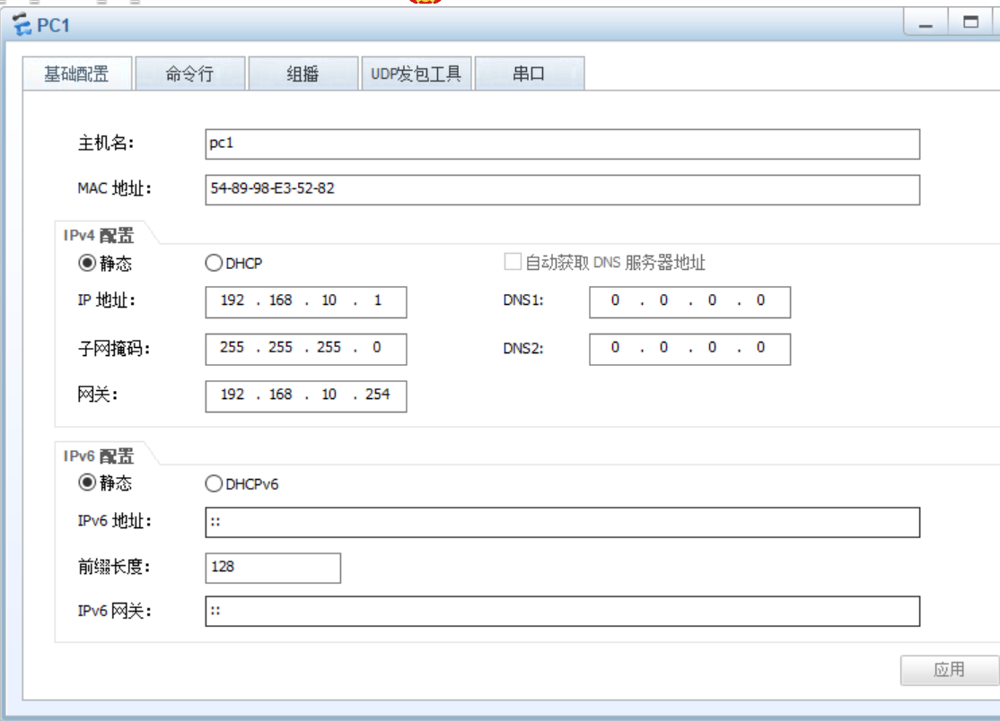 PC1
基础配置 命令行 组播 UDP发包工具 串口
主机名: pc1
MAC 地址: 54-89-98-E3-52-82
IPv4 配置
静态 DHCP 自动获取 DNS 服务器地址
IP 地址: 192 . 168 . 10 . 1 DNS1: 0 . 0 . 0 . 0
子网掩码: 255 . 255 . 255 . 0 DNS2: 0 . 0 . 0 . 0
网关: 192 . 168 . 10 . 254
IPv6 配置
静态 DHCPv6
IPv6 地址: ::
前缀长度: 128
IPv6 网关: ::
应用